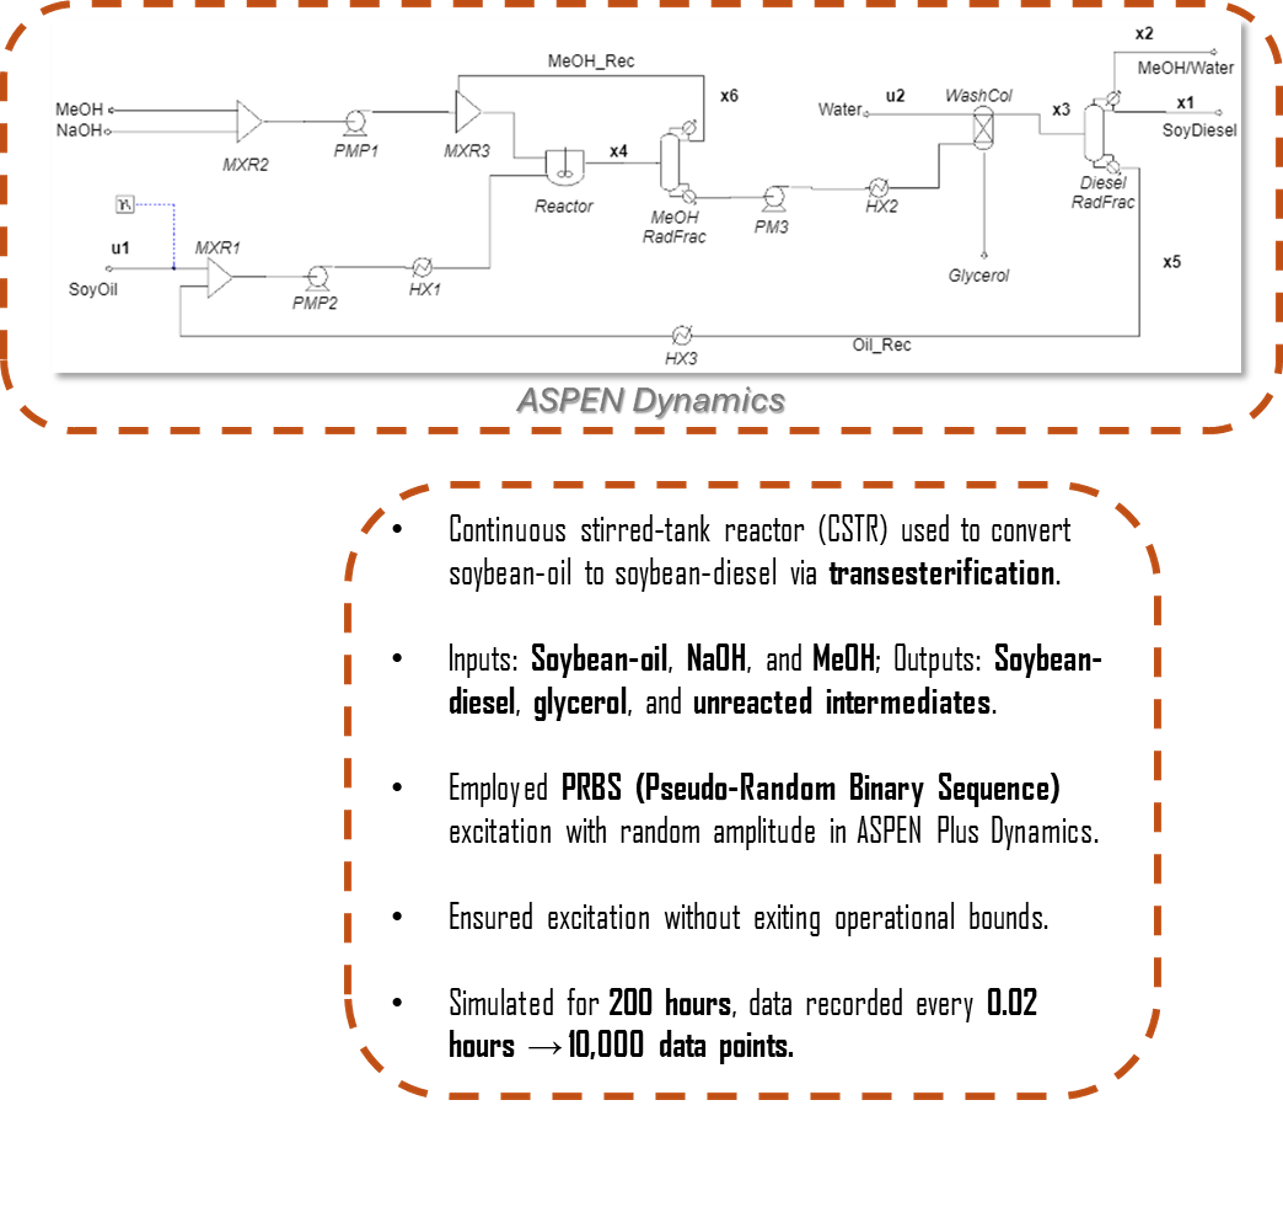 x2
MeOH_Rec
MeOH/Water
MeOH
x6
u2
WashCol
x3
x1
NaOH
Water
SoyDiesel
MXR2
PMP1
MXR3
x4
Reactor
MeOH
RadFrac
PM3
HX2
Diesel
RadFrac
u1
MXR1
x5
SoyOil
PMP2
HX1
Glycerol
HX3
Oil_Rec
ASPEN Dynamics
• Continuous stirred-tank reactor (CSTR) used to convert
soybean-oil to soybean-diesel via transesterification.
• Inputs: Soybean-oil, NaOH, and MeOH; Outputs: Soybean-
diesel, glycerol, and unreacted intermediates.
• Employed PRBS (Pseudo-Random Binary Sequence)
excitation with random amplitude in ASPEN Plus Dynamics.
• Ensured excitation without exiting operational bounds.
• Simulated for 200 hours, data recorded every 0.02
hours → 10,000 data points.